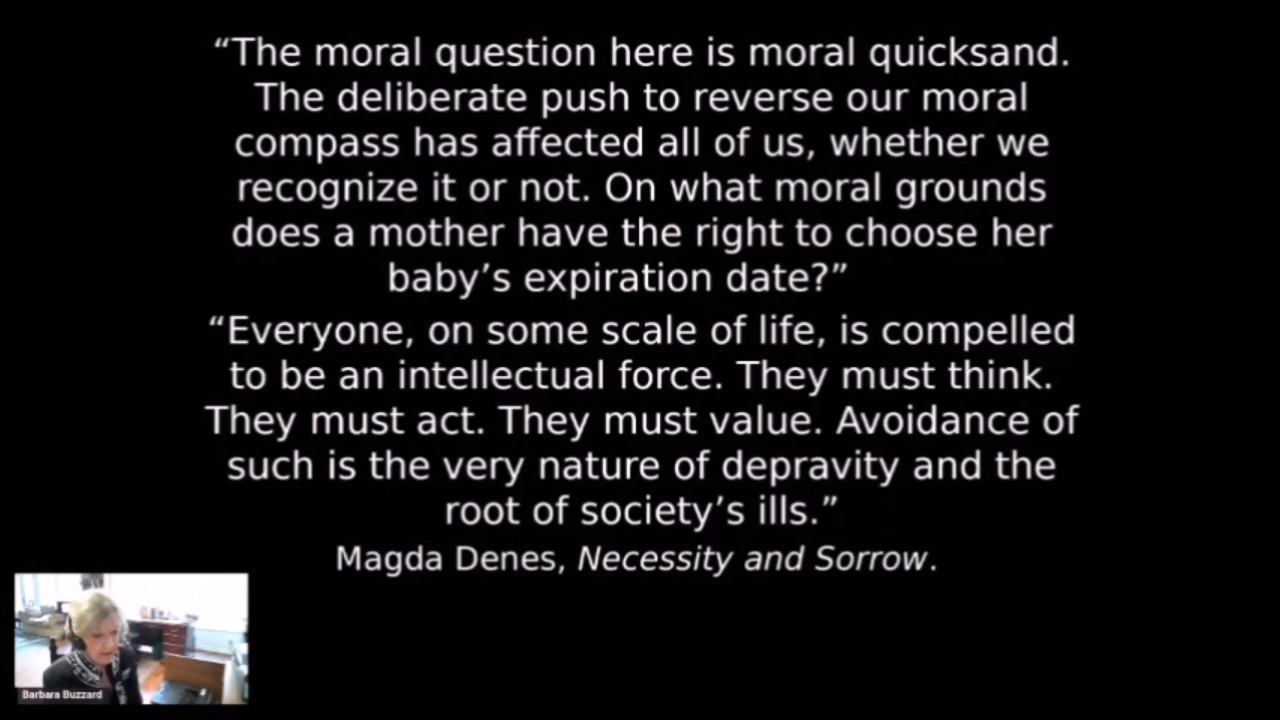 “The moral question here is moral quicksand.
The deliberate push to reverse our moral
compass has affected all of us, whether we
recognize it or not. On what moral grounds
does a mother have the right to choose her
baby’s expiration date?”
“Everyone, on some scale of life, is compelled
to be an intellectual force. They must think.
They must act. They must value. Avoidance of
such is the very nature of depravity and the
root of society’s ills.”
Magda Denes, Necessity and Sorrow.
Barbara Buzzard